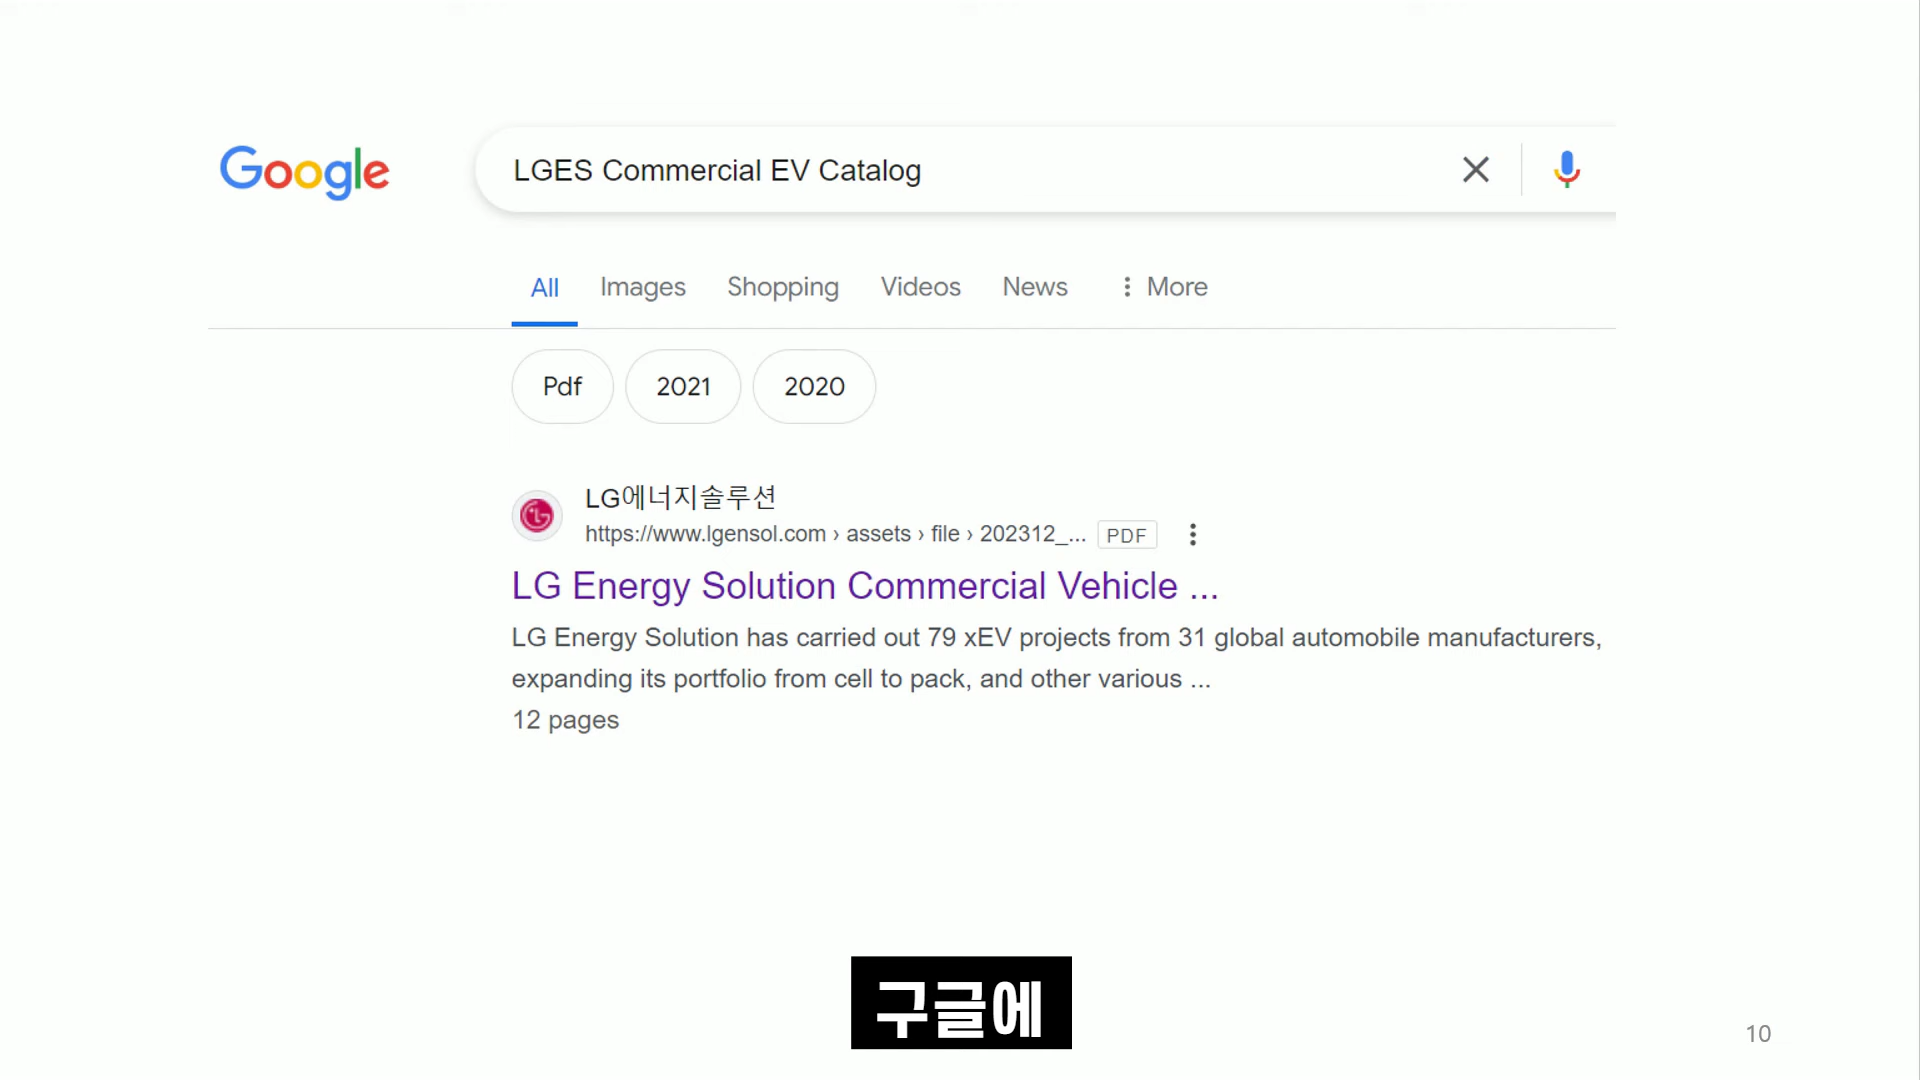 Google
LGES Commercial EV Catalog
All Images Shopping Videos News More
Pdf 2021 2020
LG에너지솔루션
https://www.lgensol.com › assets › file › 202312_... PDF
LG Energy Solution Commercial Vehicle ...
LG Energy Solution has carried out 79 xEV projects from 31 global automobile manufacturers,
expanding its portfolio from cell to pack, and other various ...
12 pages
구글에
10